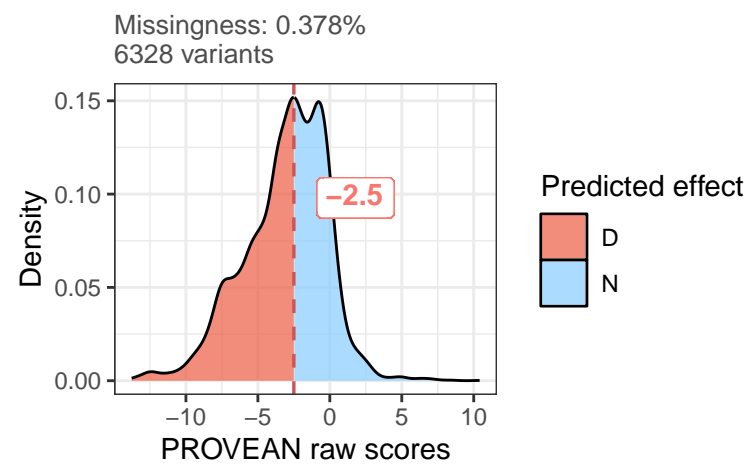 Missingness: 0.378%
6328 variants
0.15
0.10
0.05
0.00
Density
−2.5
−10
−5
0
5
10
PROVEAN raw scores
Predicted effect
D
N